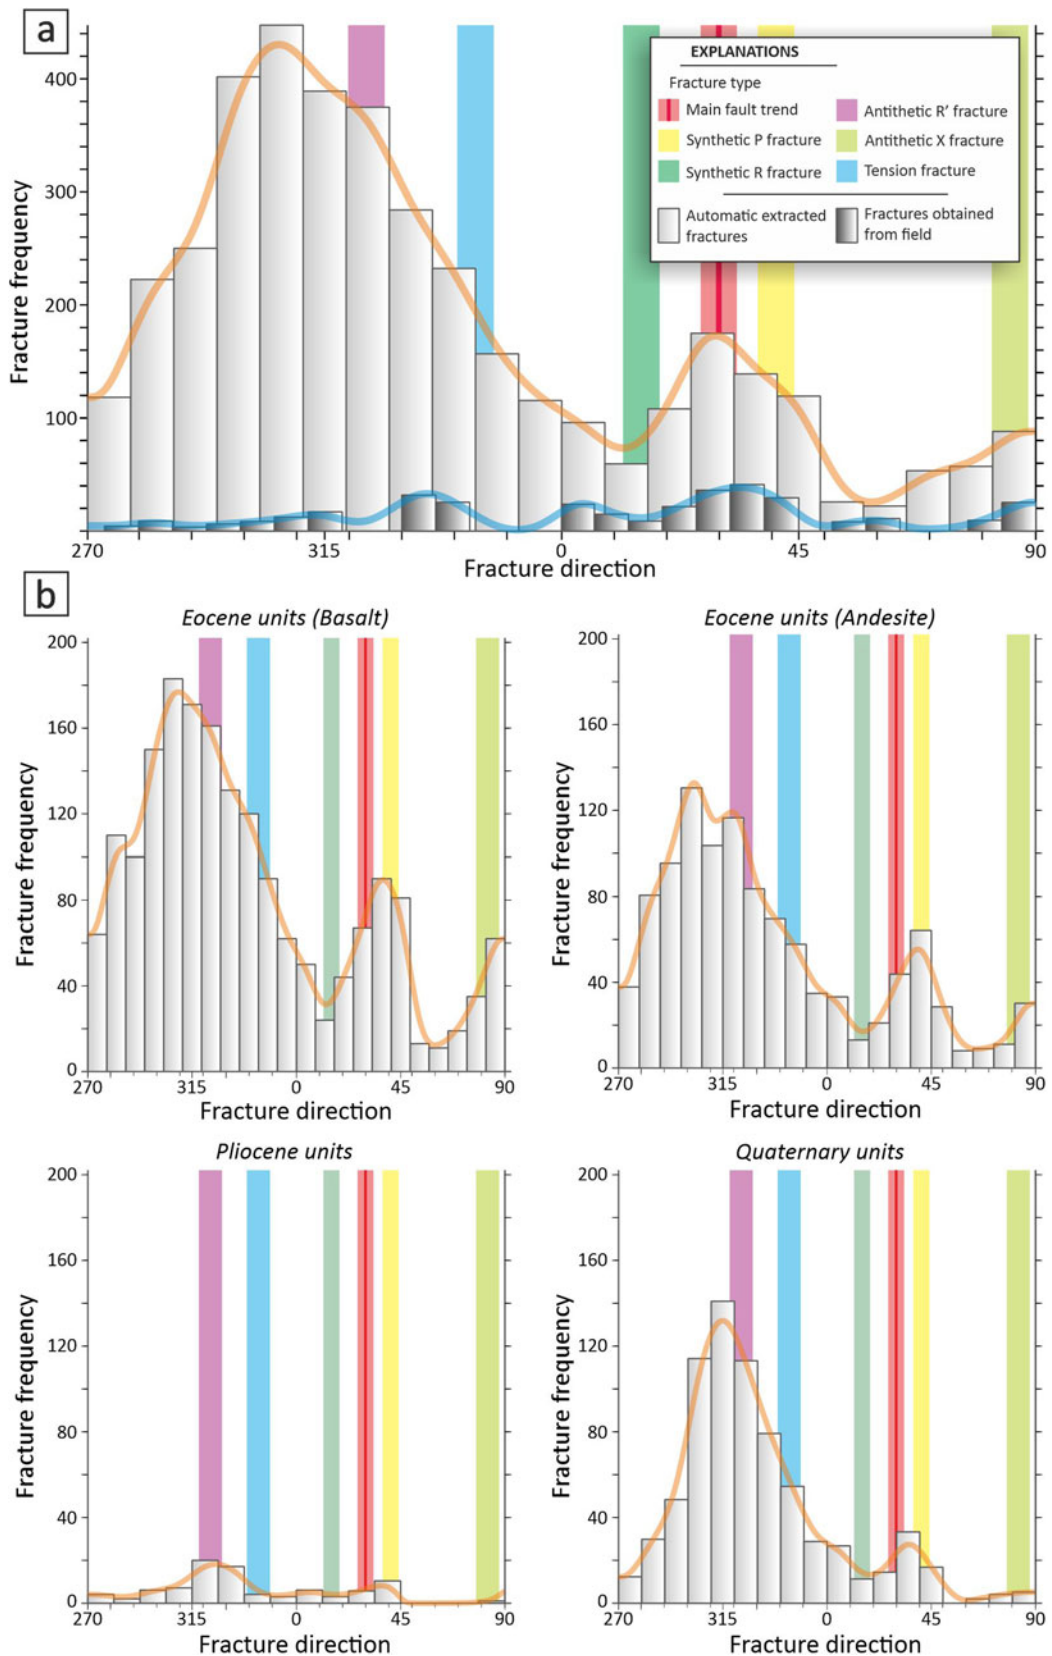 a
EXPLANATIONS
Fracture type
Main fault trend
Antithetic R' fracture
Synthetic P fracture
Antithetic X fracture
Synthetic R fracture
Tension fracture
Automatic extracted
fractures
Fractures obtained
from field
Fracture frequency
400
300
200
100
270
315
0
45
90
Fracture direction
b
Eocene units (Basalt)
Fracture frequency
200
160
120
80
40
0
270
315
0
45
90
Fracture direction
Eocene units (Andesite)
Fracture frequency
200
160
120
80
40
0
270
315
0
45
90
Fracture direction
Pliocene units
Fracture frequency
200
160
120
80
40
0
270
315
0
45
90
Fracture direction
Quaternary units
Fracture frequency
200
160
120
80
40
0
270
315
0
45
90
Fracture direction